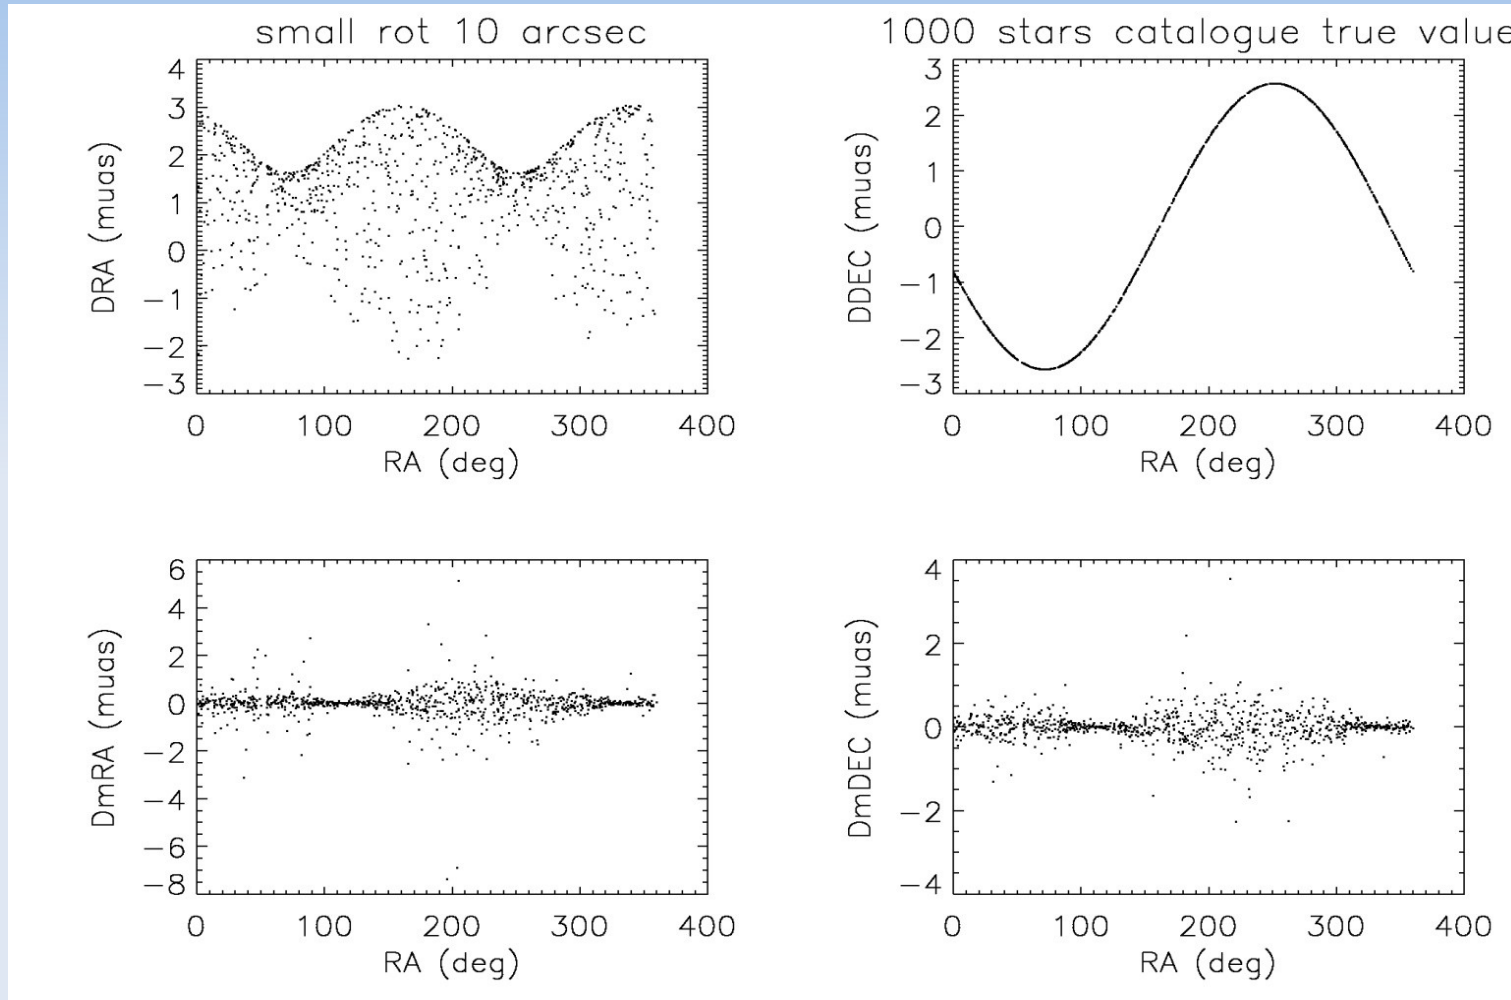 small rot 10 arcsec
4
3
2
1
0
−1
−2
−3
DRA (muas)
0 100 200 300 400
RA (deg)
1000 stars catalogue true value
3
2
1
0
−1
−2
−3
DDEC (muas)
0 100 200 300 400
RA (deg)
6
4
2
0
−2
−4
−6
−8
DmRA (muas)
0 100 200 300 400
RA (deg)
4
2
0
−2
−4
DmDEC (muas)
0 100 200 300 400
RA (deg)